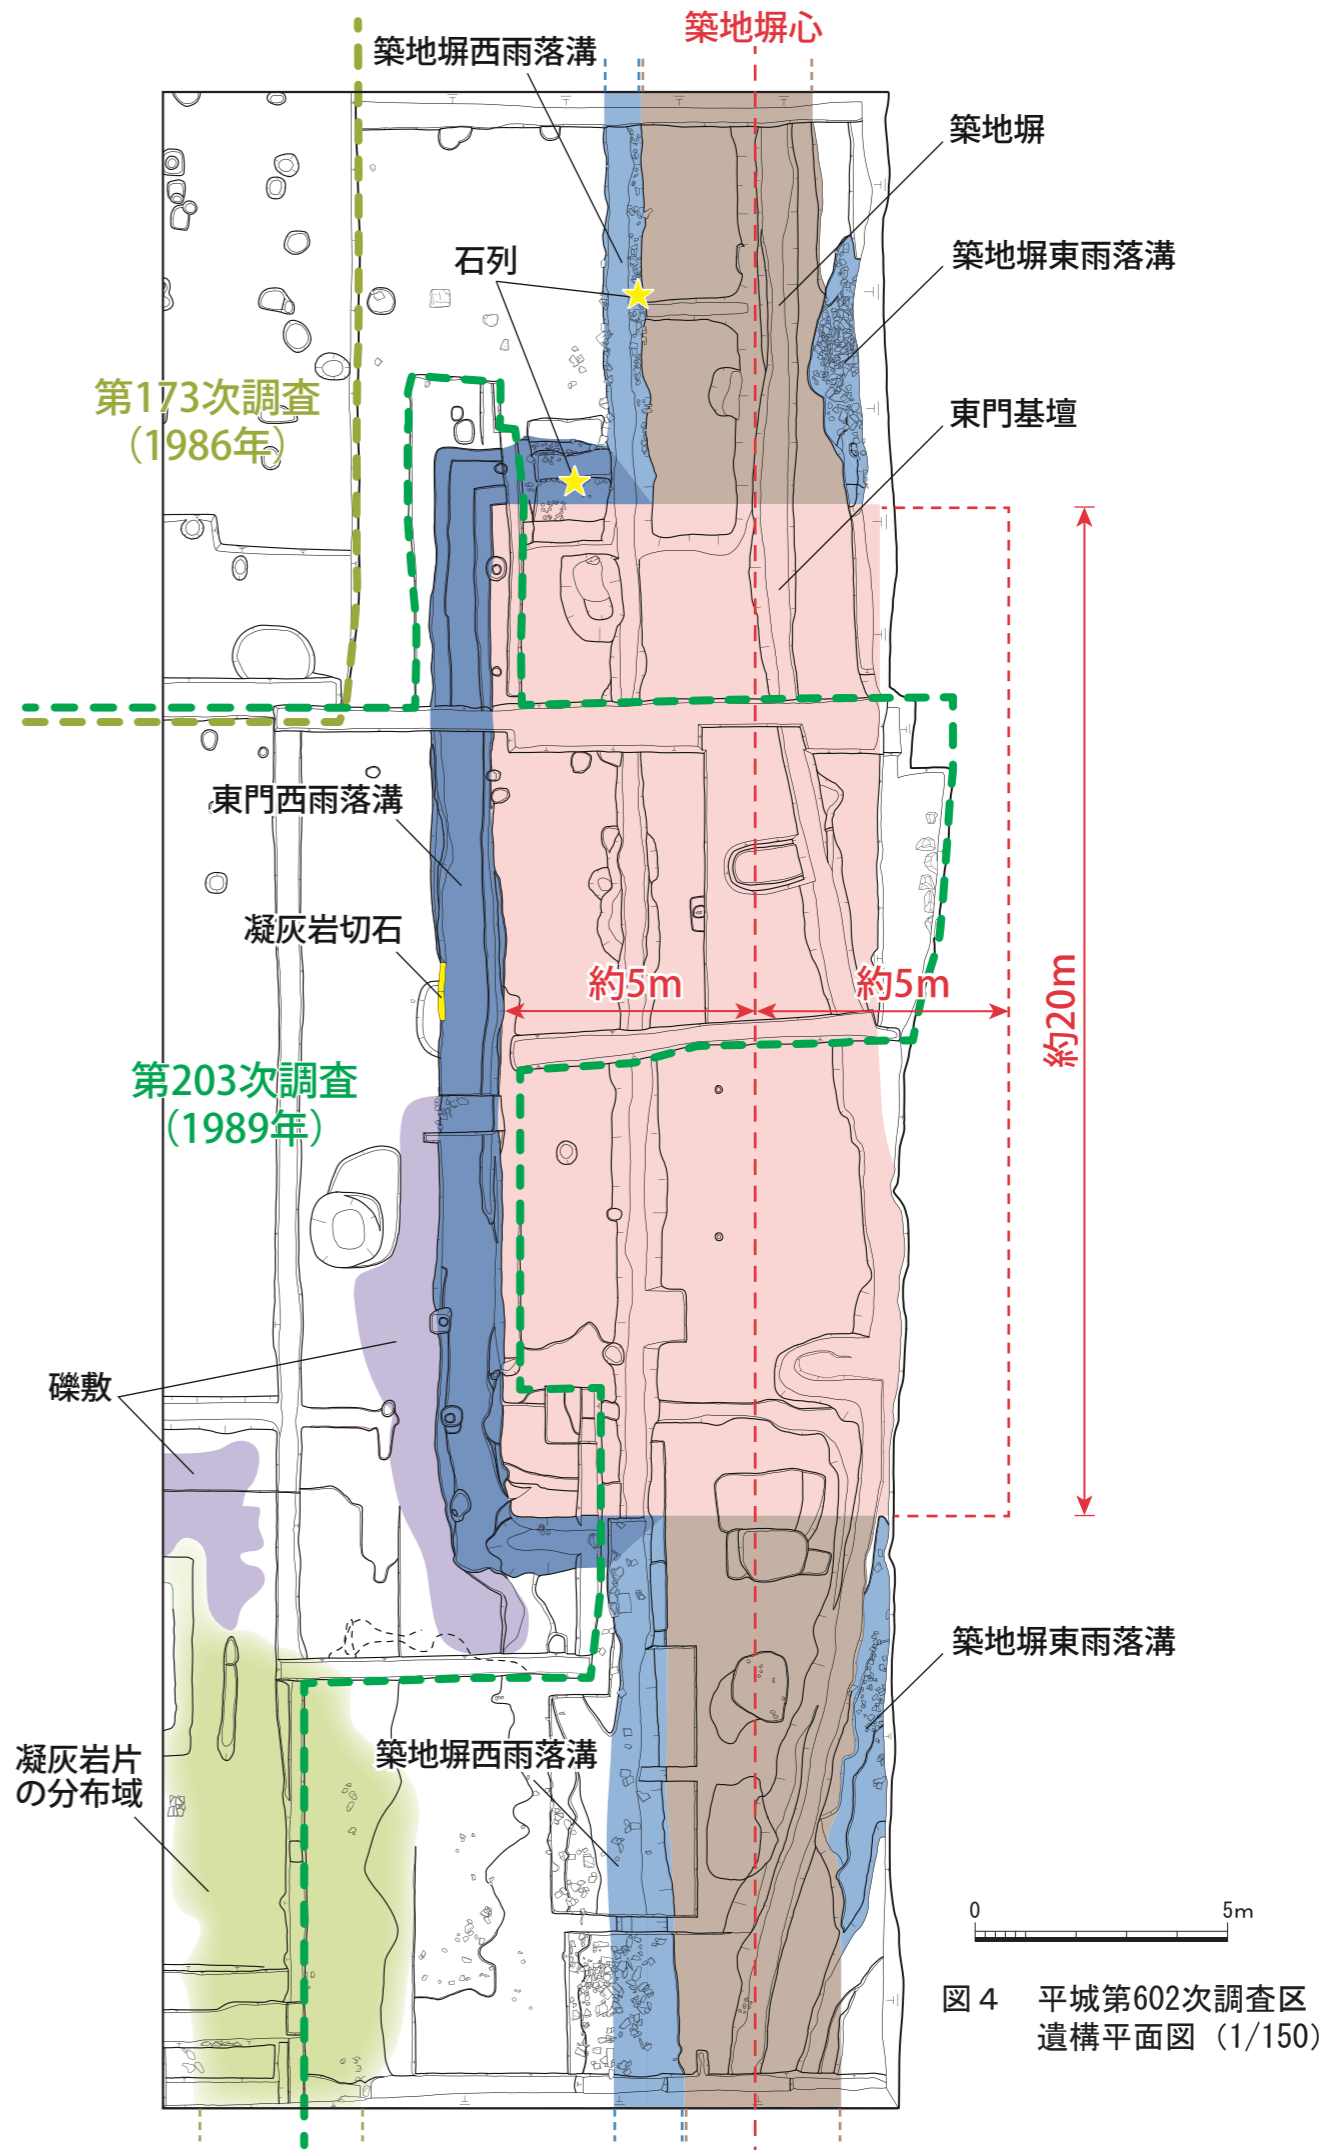 築地塀心
築地塀西雨落溝
築地塀
石列
築地塀東雨落溝
第173次調査
（1986年）
東門基壇
東門西雨落溝
凝灰岩切石
約5m
約5m
約20m
第203次調査
（1989年）
礫敷
築地塀東雨落溝
凝灰岩片
の分布域
築地塀西雨落溝
0
5m
図４　平城第602次調査区
遺構平面図（1/150）